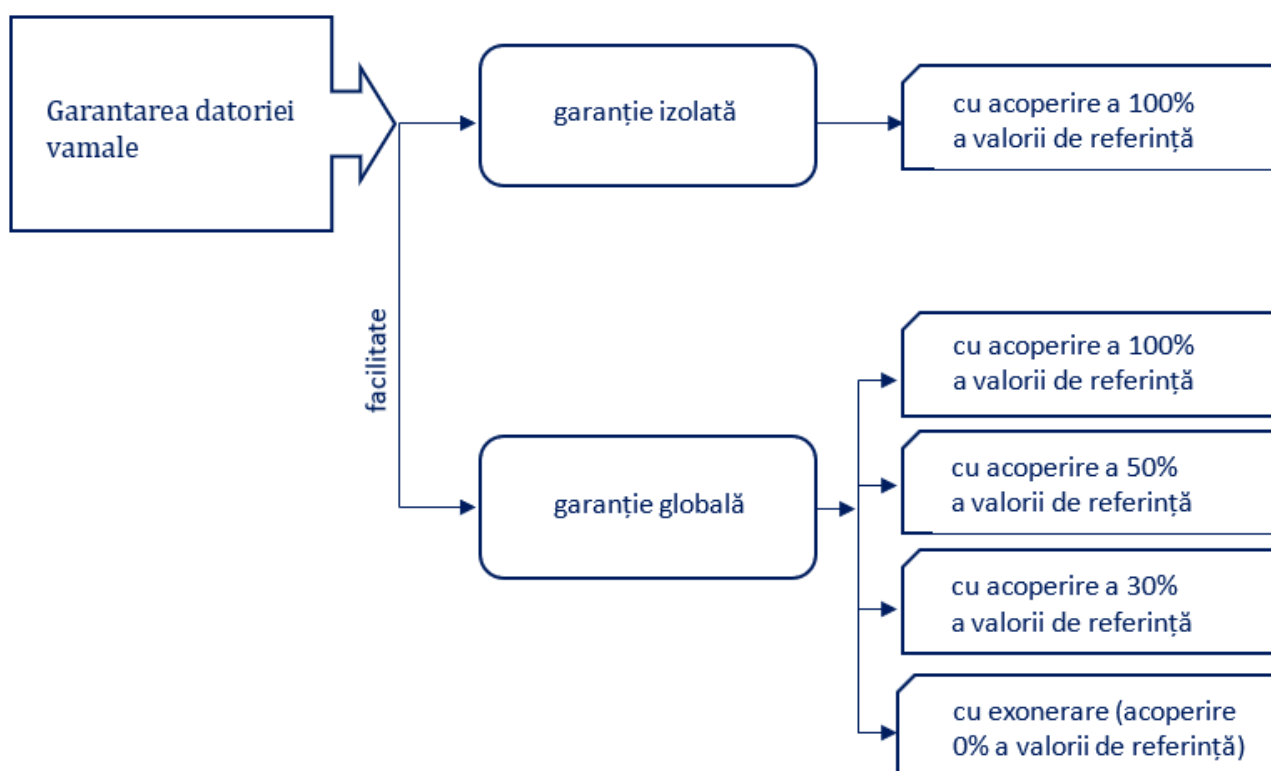 Garantarea datoriei
vamale
garanție izolată
cu acoperire a 100%
a valorii de referință
facilitate
garanție globală
cu acoperire a 100%
a valorii de referință
cu acoperire a 50%
a valorii de referință
cu acoperire a 30%
a valorii de referință
cu exonerare (acoperire
0% a valorii de referință)